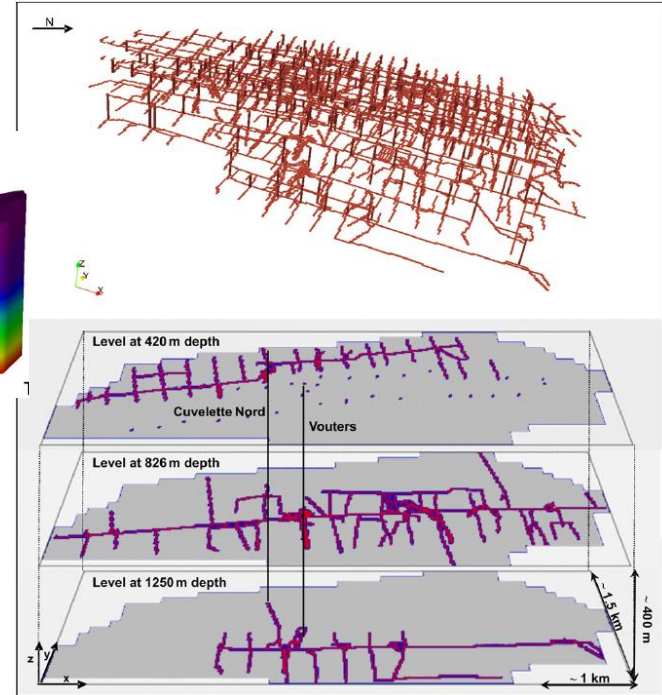 N
Z
Y
X
Level at 420 m depth
Cuvelette Nord
Vouters
Level at 826 m depth
Level at 1250 m depth
~ 1.5 km
~ 400 m
z
y
x
~ 1 km